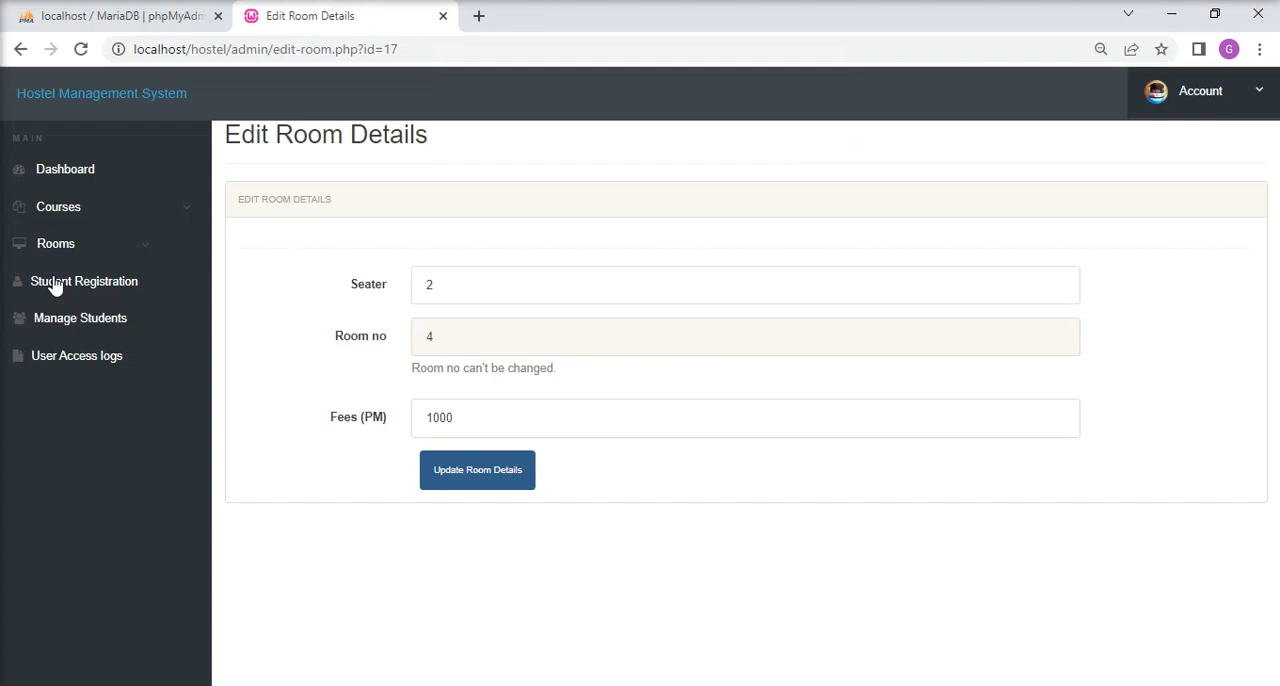 localhost / MariaDB | phpMyAdm
Edit Room Details
localhost/hostel/admin/edit-room.php?id=17
G
Hostel Management System
Account
MAIN
Dashboard
Courses
Rooms
Student Registration
Manage Students
User Access logs
Edit Room Details
EDIT ROOM DETAILS
Seater
2
Room no
4
Room no can't be changed.
Fees (PM)
1000
Update Room Details